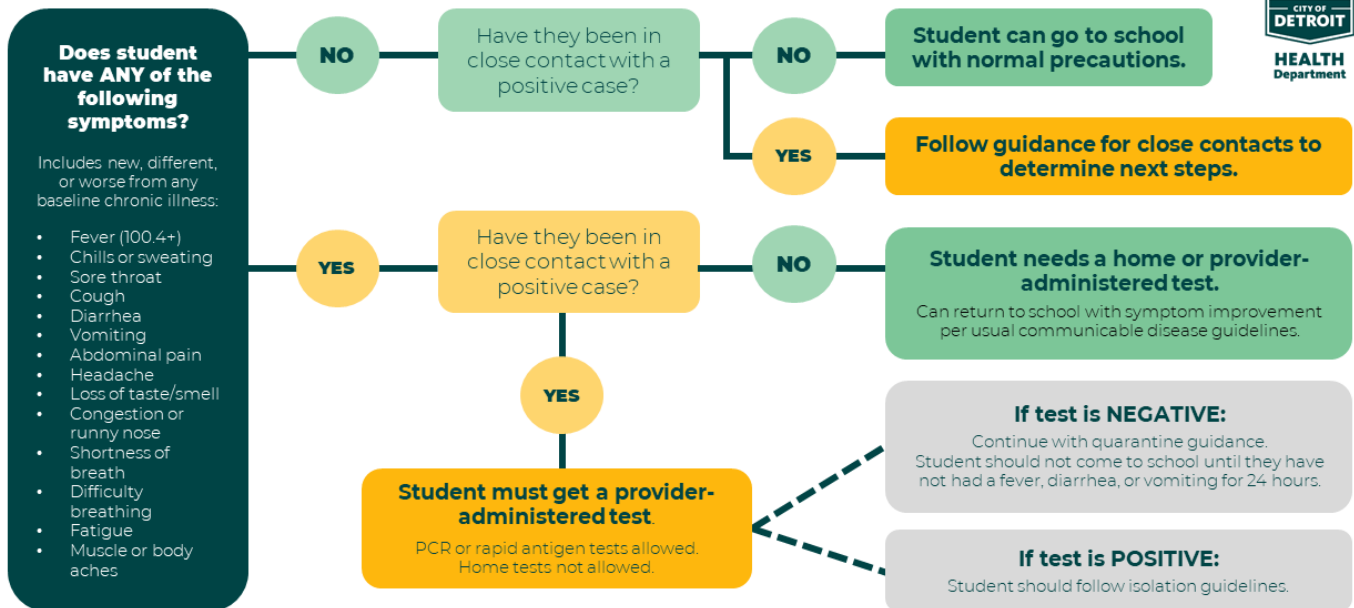 Does student
have ANY of the
following
symptoms?
Includes new, different,
or worse from any
baseline chronic illness:
• Fever (100.4+)
• Chills or sweating
• Sore throat
• Cough
• Diarrhea
• Vomiting
• Abdominal pain
• Headache
• Loss of taste/smell
• Congestion or
runny nose
• Shortness of
breath
• Difficulty
breathing
• Fatigue
• Muscle or body
aches
NO
Have they been in
close contact with a
positive case?
NO
Student can go to school
with normal precautions.
YES
Follow guidance for close contacts to
determine next steps.
YES
Have they been in
close contact with a
positive case?
NO
Student needs a home or provider-
administered test.
Can return to school with symptom improvement
per usual communicable disease guidelines.
YES
Student must get a provider-
administered test.
PCR or rapid antigen tests allowed.
Home tests not allowed.
If test is NEGATIVE:
Continue with quarantine guidance.
Student should not come to school until they have
not had a fever, diarrhea, or vomiting for 24 hours.
If test is POSITIVE:
Student should follow isolation guidelines.
CITY OF
DETROIT
HEALTH
Department